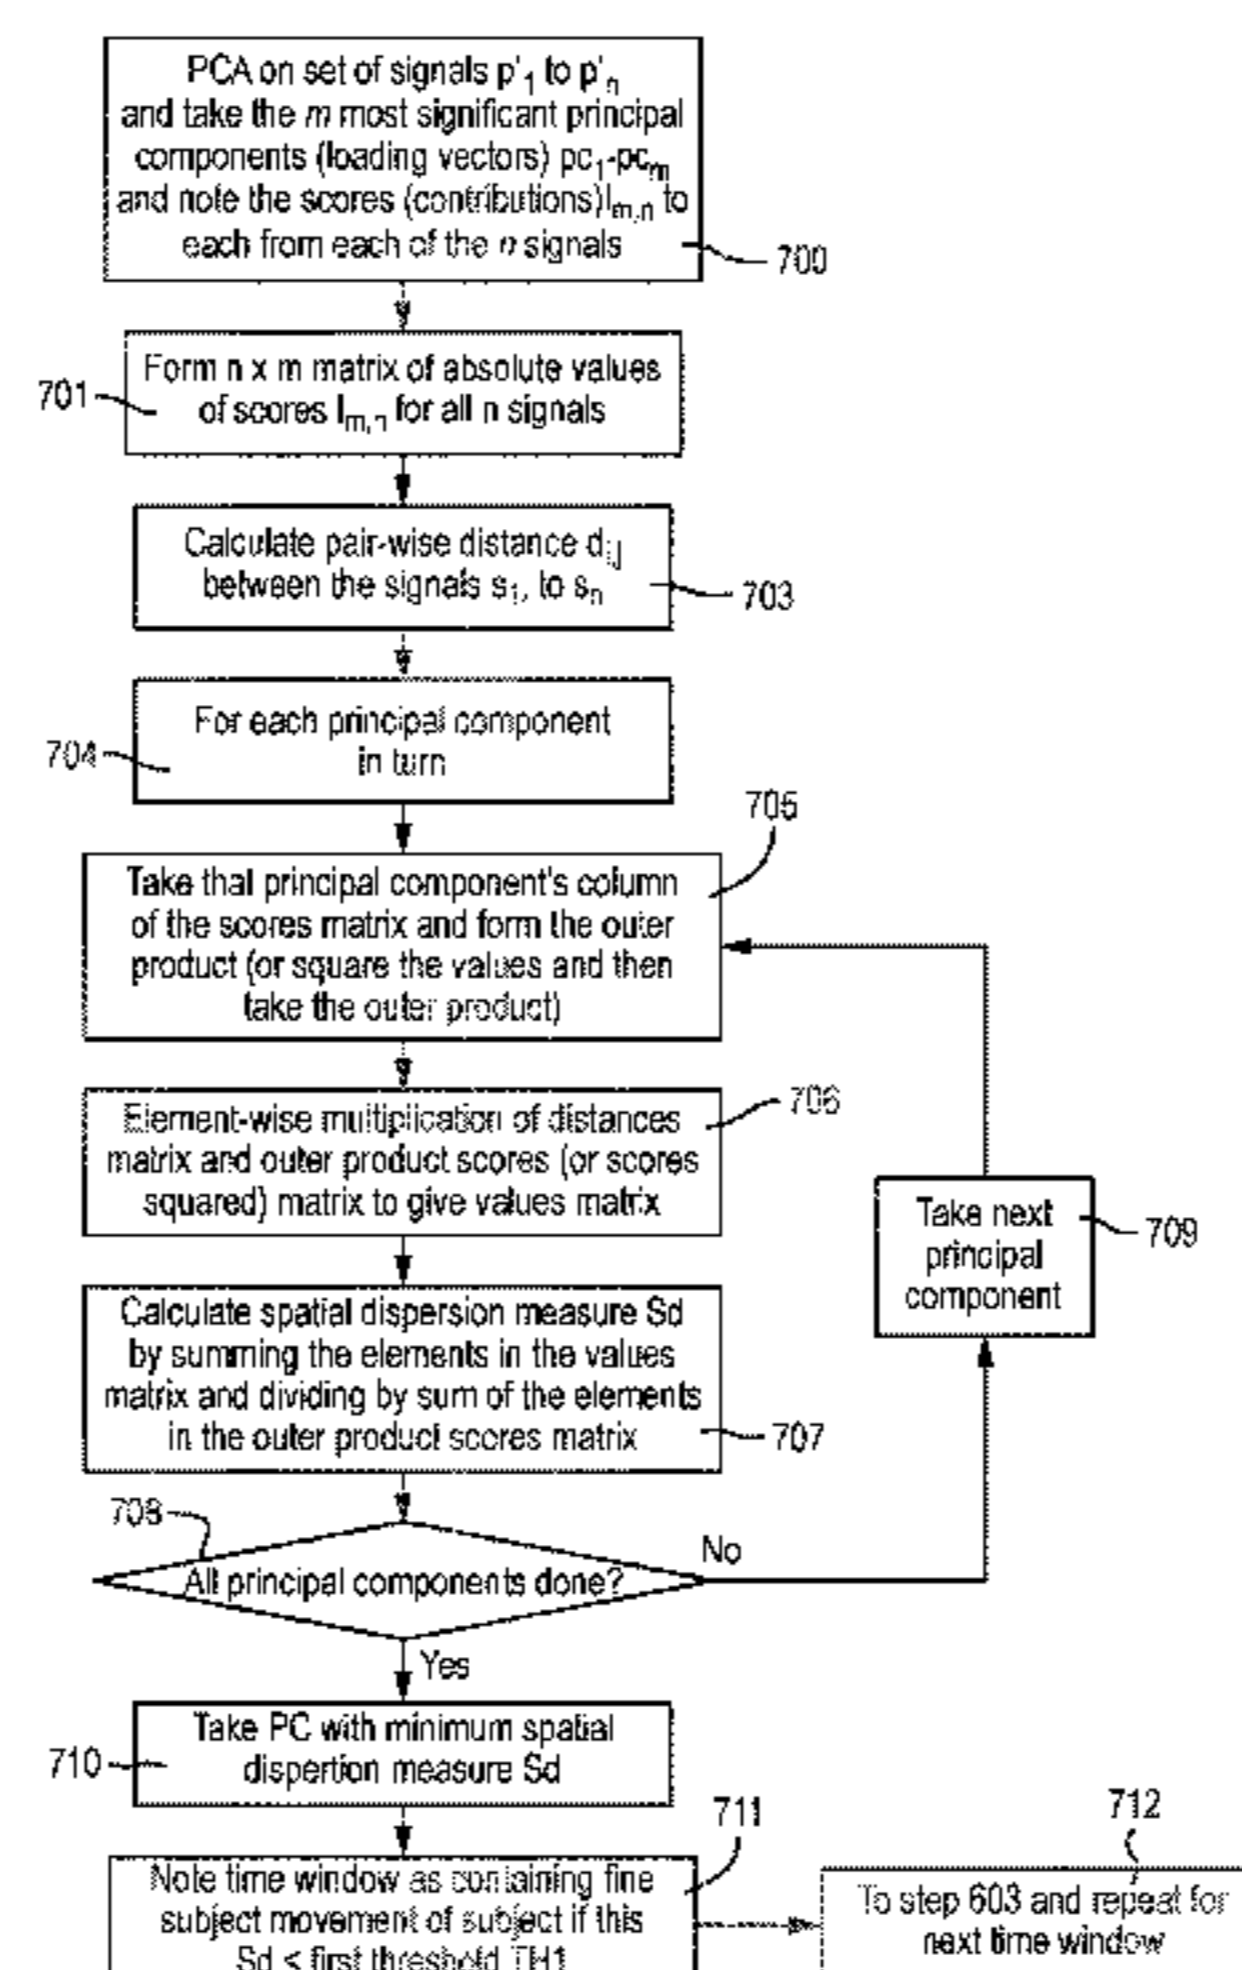 PCA on set of signals p'1 to p'n
and take the m most significant principal
components (loading vectors) pc1-pcm
and note the scores (contributions)lm,n to
each from each of the n signals
700
Form n x m matrix of absolute values
of scores lm,n for all n signals
701
Calculate pair-wise distance di,j
between the signals s1, to sn
703
For each principal component
in turn
704
705
Take that principal component's column
of the scores matrix and form the outer
product (or square the values and then
take the outer product)
Element-wise multiplication of distances
matrix and outer product scores (or scores
squared) matrix to give values matrix
706
Take next
principal
component
709
Calculate spatial dispersion measure Sd
by summing the elements in the values
matrix and dividing by sum of the elements
in the outer product scores matrix
707
708
All principal components done?
No
Yes
Take PC with minimum spatial
dispertion measure Sd
710
711
Note time window as containing fine
subject movement of subject if this
Sd < first threshold TH1
712
To step 603 and repeat for
next time window